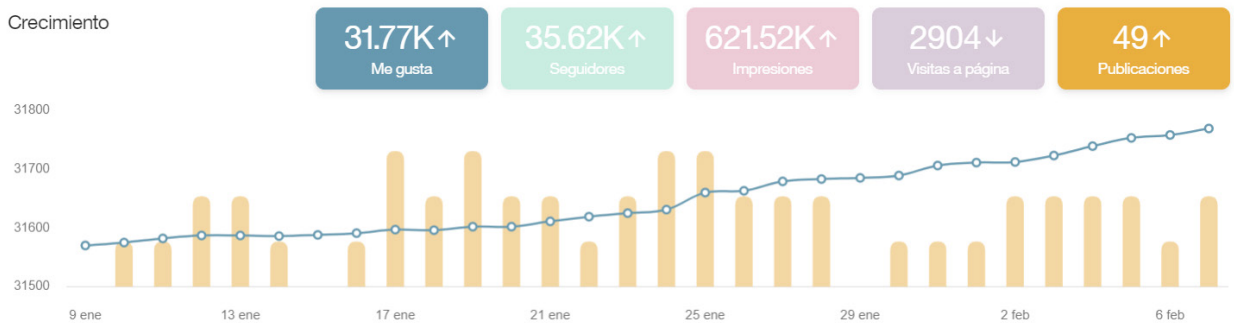 Crecimiento
31.77K↑
Me gusta
35.62K↑
Seguidores
621.52K↑
Impresiones
2904↓
Visitas a página
49↑
Publicaciones
31800
31700
31600
31500
9 ene 13 ene 17 ene 21 ene 25 ene 29 ene 2 feb 6 feb